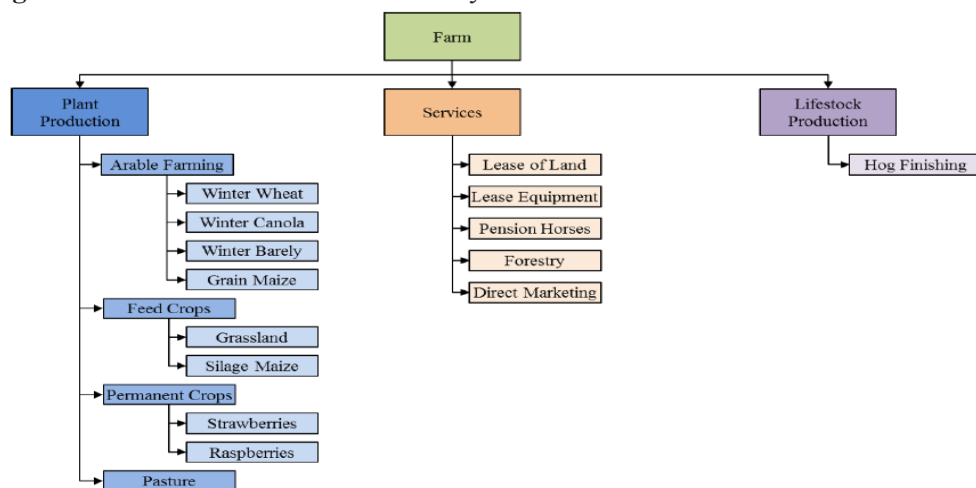 Farm
Plant
Production
Services
Lifestock
Production
Arable Farming
Winter Wheat
Winter Canola
Winter Barely
Grain Maize
Feed Crops
Grassland
Silage Maize
Permanent Crops
Strawberries
Raspberries
Pasture
Lease of Land
Lease Equipment
Pension Horses
Forestry
Direct Marketing
Hog Finishing